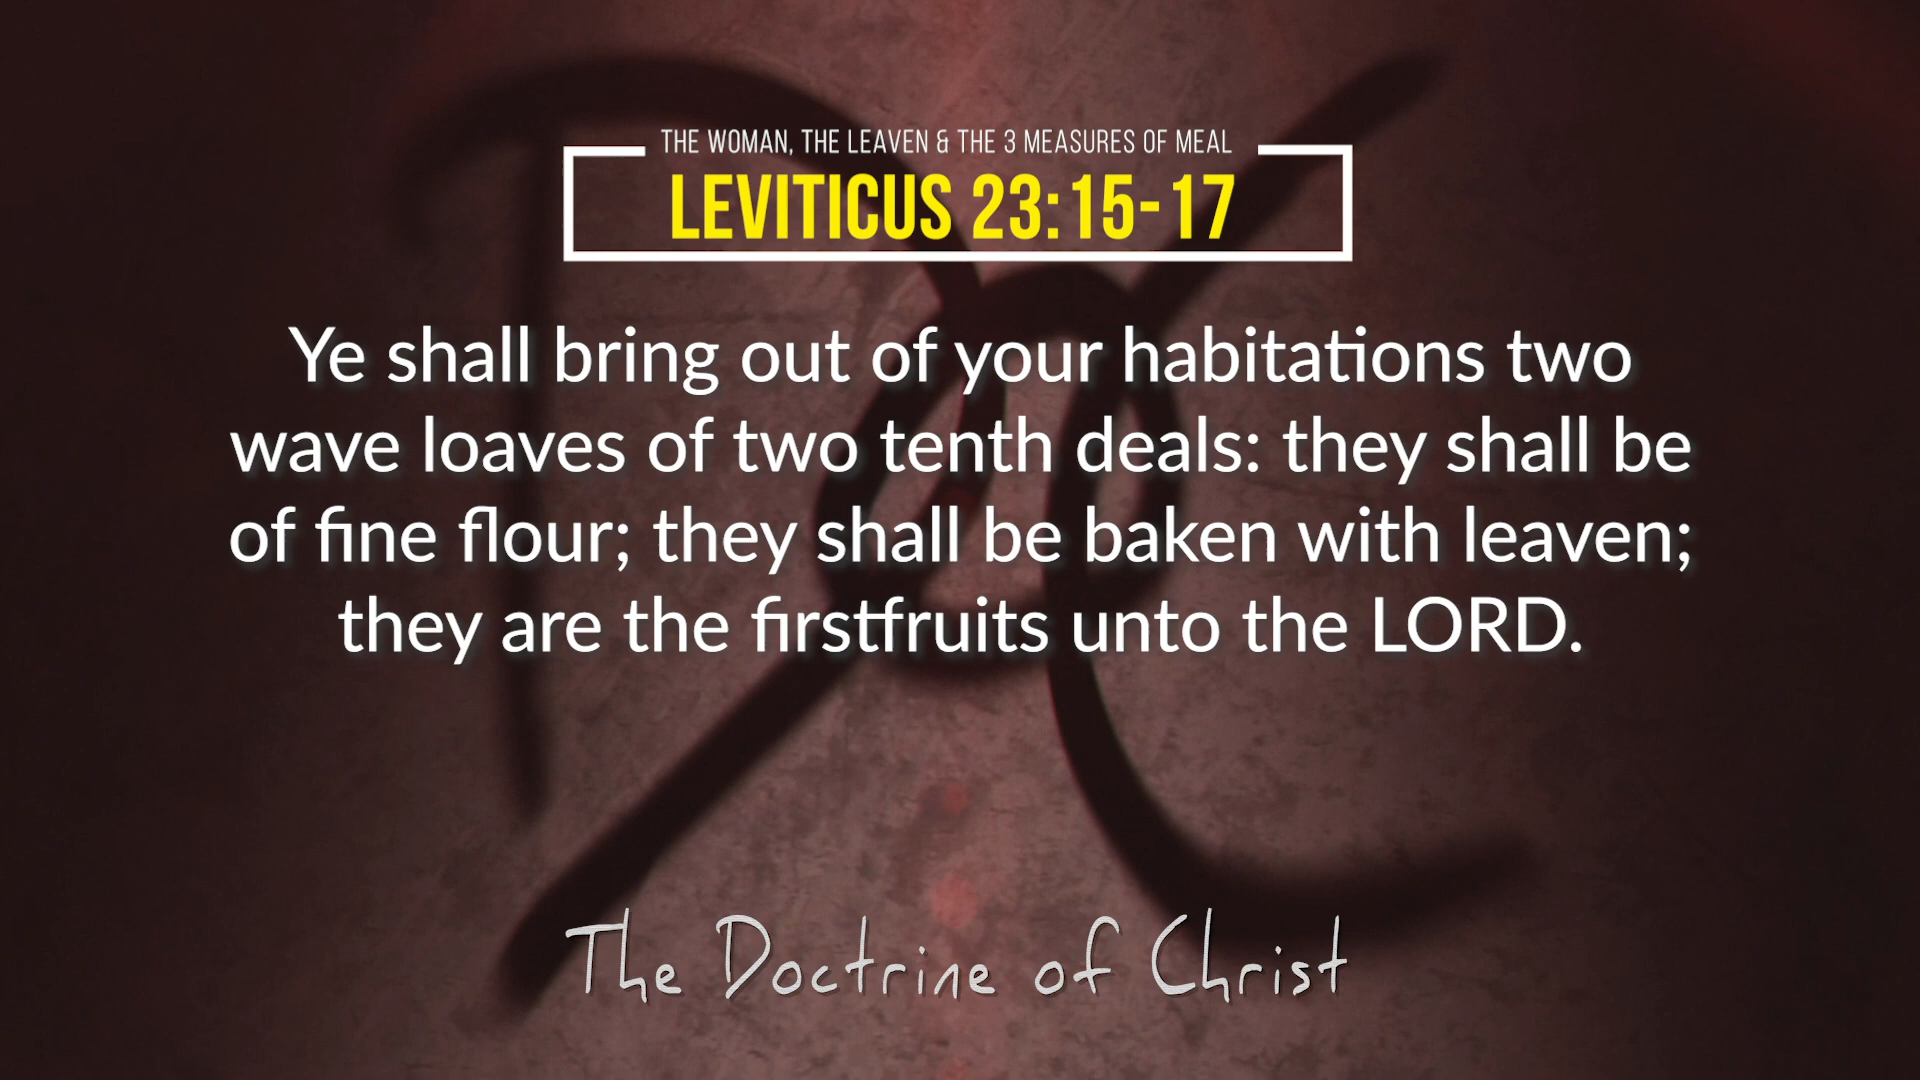 THE WOMAN, THE LEAVEN & THE 3 MEASURES OF MEAL
LEVITICUS 23:15-17
Ye shall bring out of your habitations two
wave loaves of two tenth deals: they shall be
of fine flour; they shall be baken with leaven;
they are the firstfruits unto the LORD.
The Doctrine of Christ